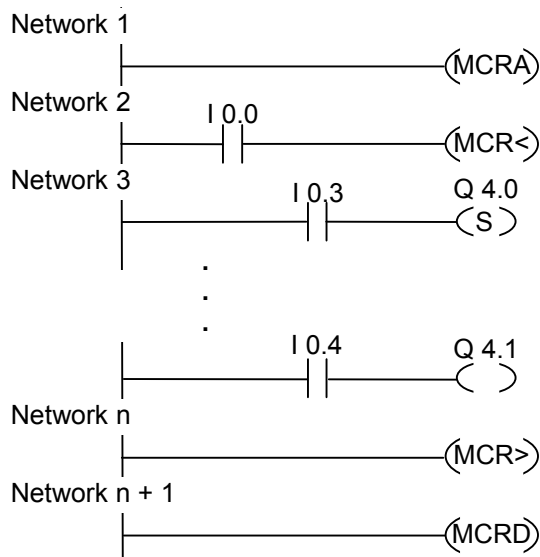 Network 1
(MCRA)
Network 2
I 0.0
(MCR<)
Network 3
I 0.3
Q 4.0
(S)
I 0.4
Q 4.1
( )
Network n
(MCR>)
Network n + 1
(MCRD)